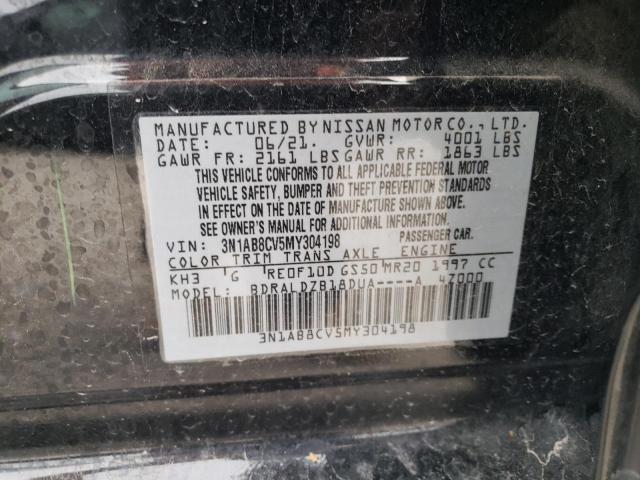 MANUFACTURED BY NISSAN MOTOR CO., LTD.
DATE: 06/21. GVWR: 4001 LBS
GAWR FR: 2161 LBS GAWR RR: 1863 LBS
THIS VEHICLE CONFORMS TO ALL APPLICABLE FEDERAL MOTOR
VEHICLE SAFETY, BUMPER AND THEFT PREVENTION STANDARDS
IN EFFECT ON THE DATE OF MANUFACTURE SHOWN ABOVE.
SEE OWNER'S MANUAL FOR ADDITIONAL INFORMATION.
VIN: 3N1AB8CV5MY304198 PASSENGER CAR.
COLOR TRIM TRANS AXLE ENGINE
KH3 G RE0F10D GS50 MR20 1997 CC
MODEL: BDRALDZB18DUA----A 47000
3N1AB8CV5MY304198